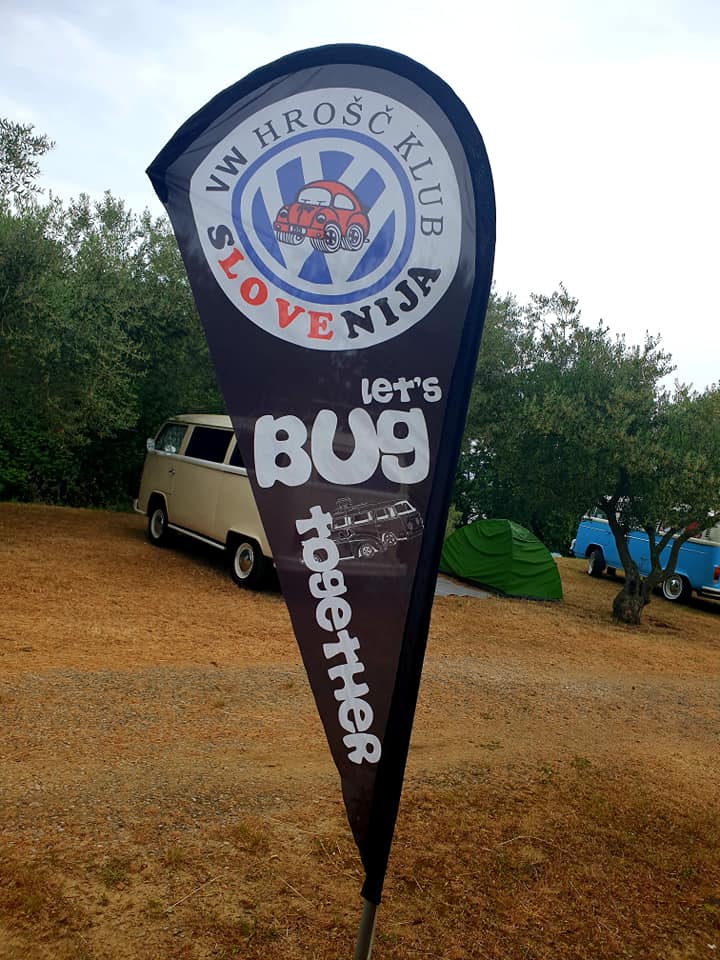 VW HROŠČ KLUB
SLOVENIJA
Let's
BUg
togetHeR